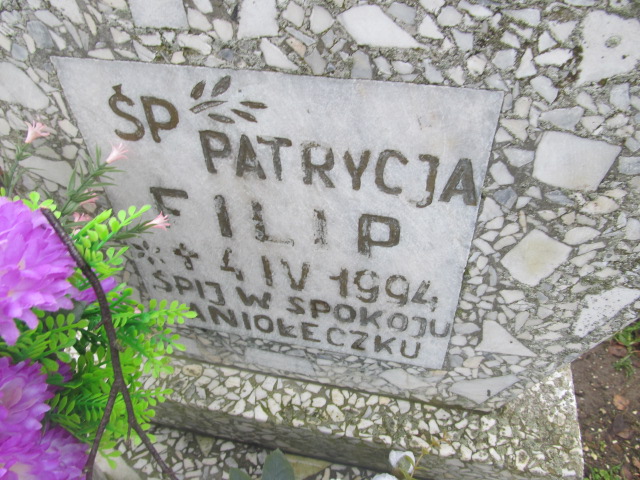 ŚP
PATRYCJA
FILIP
* + 4 IV 1994
ŚPIJ W SPOKOJU
ANIOŁECZKU